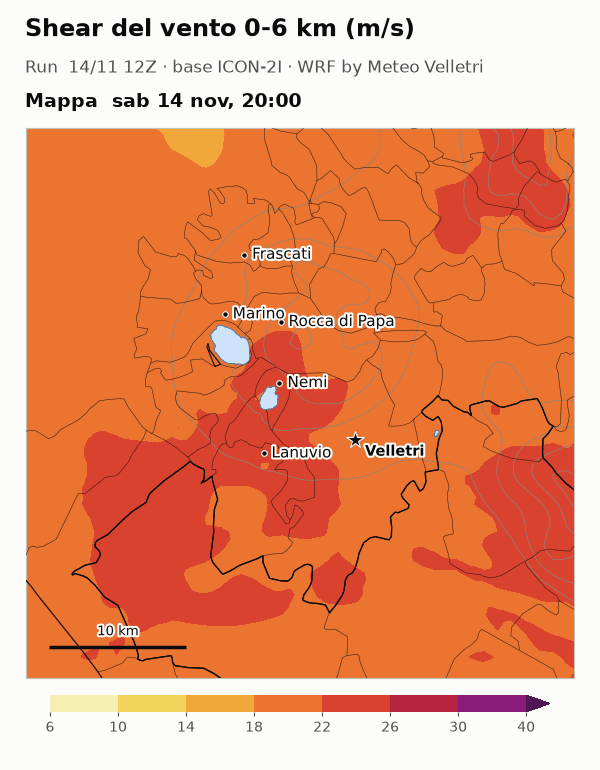 Shear del vento 0-6 km (m/s)
Run  14/11 12Z · base ICON-2I · WRF by Meteo Velletri
Mappa  sab 14 nov, 20:00
Frascati
Marino
Rocca di Papa
Nemi
Velletri
Lanuvio
10 km
6 10 14 18 22 26 30 40